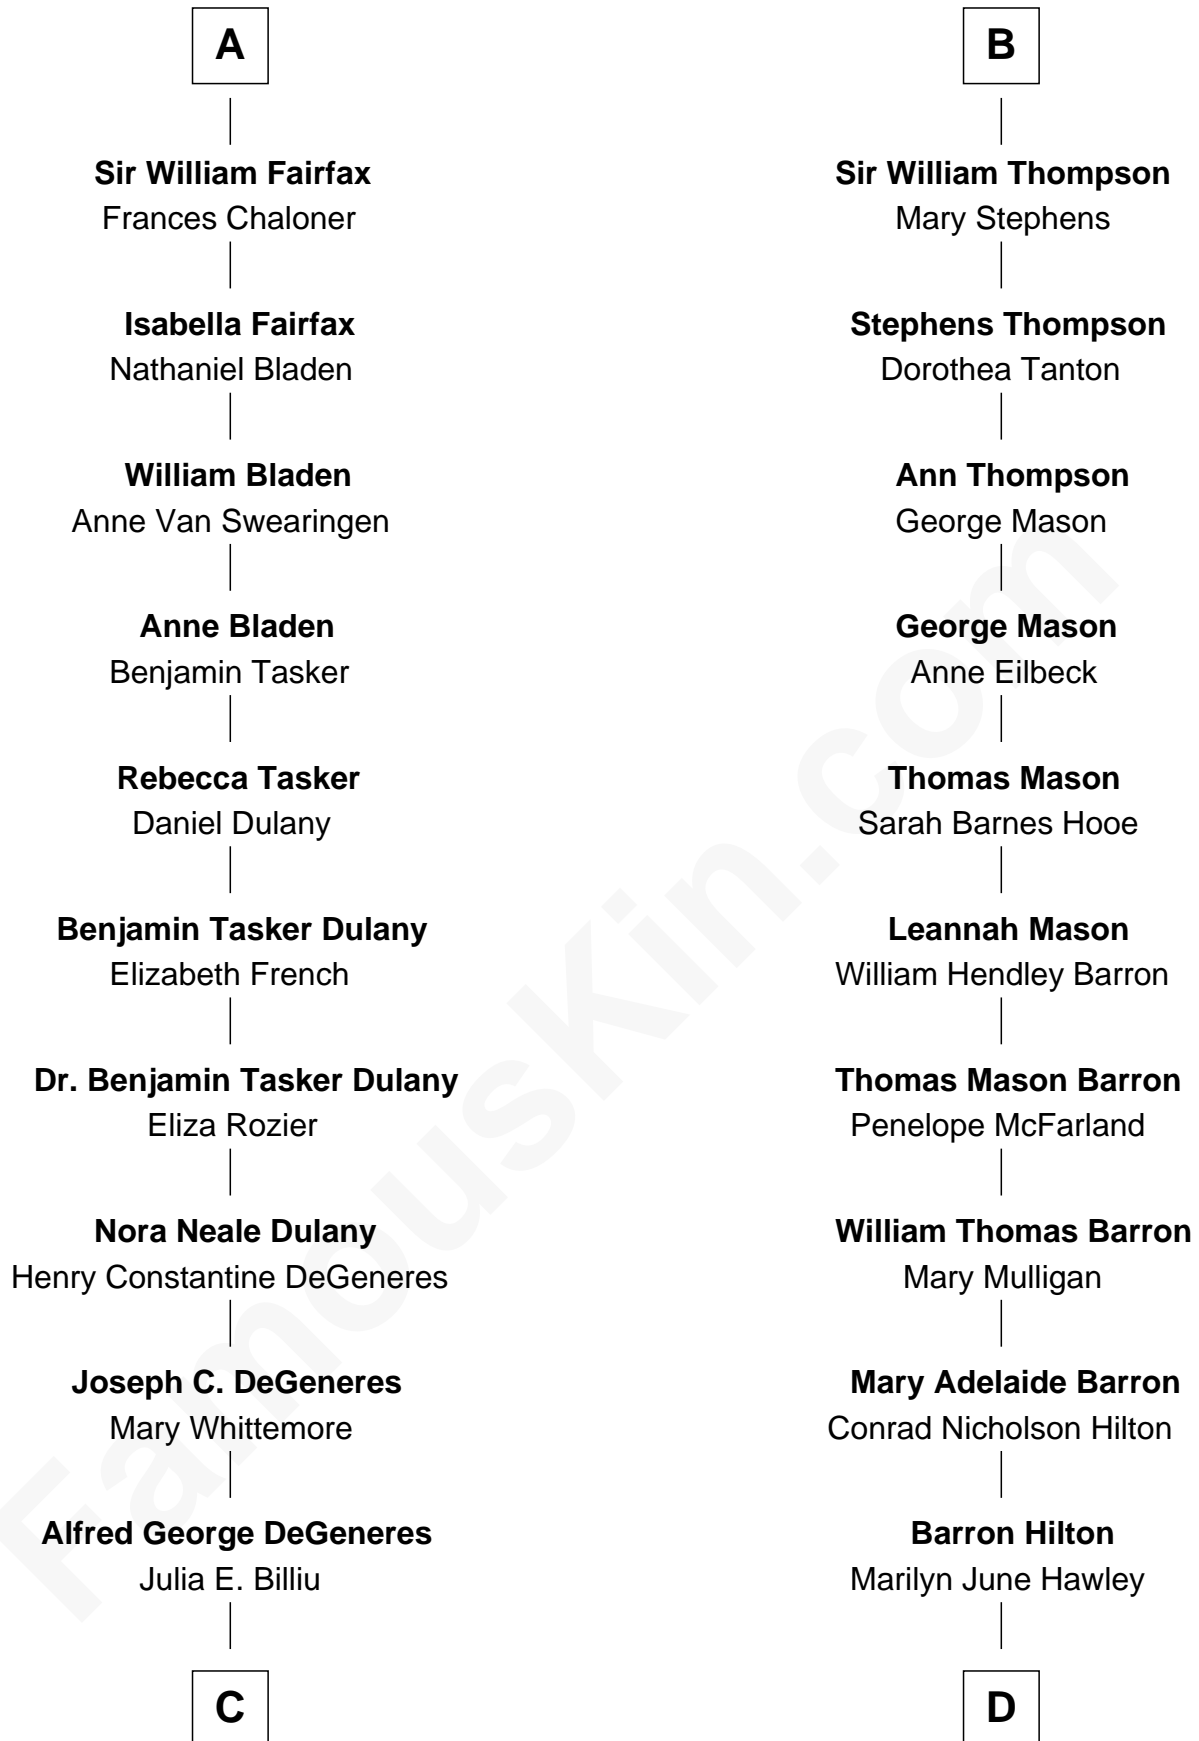 A
Sir William Fairfax
Frances Chaloner
Isabella Fairfax
Nathaniel Bladen
William Bladen
Anne Van Swearingen
Anne Bladen
Benjamin Tasker
Rebecca Tasker
Daniel Dulany
Benjamin Tasker Dulany
Elizabeth French
Dr. Benjamin Tasker Dulany
Eliza Rozier
Nora Neale Dulany
Henry Constantine DeGeneres
Joseph C. DeGeneres
Mary Whittemore
Alfred George DeGeneres
Julia E. Billiu
C
B
Sir William Thompson
Mary Stephens
Stephens Thompson
Dorothea Tanton
Ann Thompson
George Mason
George Mason
Anne Eilbeck
Thomas Mason
Sarah Barnes Hooe
Leannah Mason
William Hendley Barron
Thomas Mason Barron
Penelope McFarland
William Thomas Barron
Mary Mulligan
Mary Adelaide Barron
Conrad Nicholson Hilton
Barron Hilton
Marilyn June Hawley
D
FamousKin.com